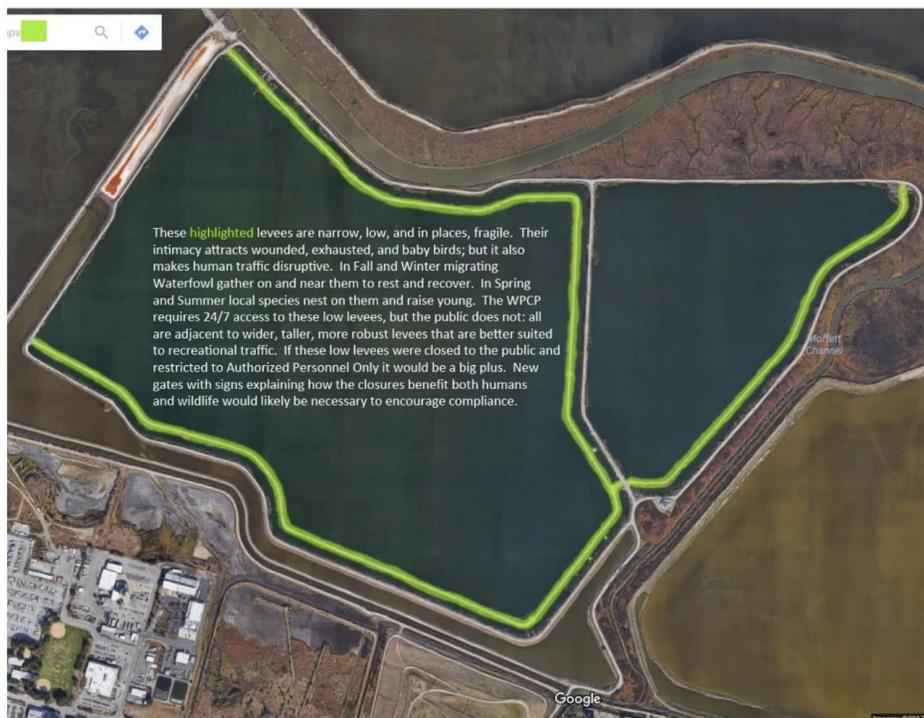 aps
These highlighted levees are narrow, low, and in places, fragile. Their
intimacy attracts wounded, exhausted, and baby birds; but it also
makes human traffic disruptive. In Fall and Winter migrating
Waterfowl gather on and near them to rest and recover. In Spring
and Summer local species nest on them and raise young. The WPCP
requires 24/7 access to these low levees, but the public does not: all
are adjacent to wider, taller, more robust levees that are better suited
to recreational traffic. If these low levees were closed to the public and
restricted to Authorized Personnel Only it would be a big plus. New
gates with signs explaining how the closures benefit both humans
and wildlife would likely be necessary to encourage compliance.
Moffett
Channel
Google